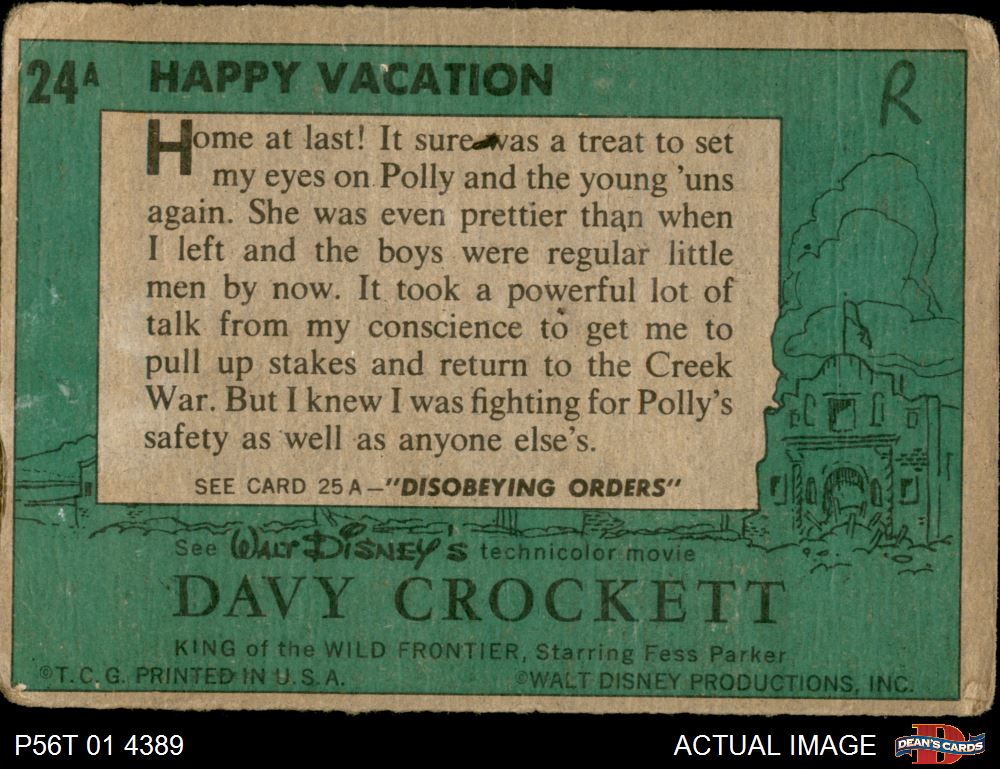 24A HAPPY VACATION R
Home at last! It sure was a treat to set
my eyes on Polly and the young 'uns
again. She was even prettier than when
I left and the boys were regular little
men by now. It took a powerful lot of
talk from my conscience to get me to
pull up stakes and return to the Creek
War. But I knew I was fighting for Polly's
safety as well as anyone else's.
SEE CARD 25A—"DISOBEYING ORDERS"
See WALT DISNEY'S technicolor movie
DAVY CROCKETT
KING of the WILD FRONTIER, Starring Fess Parker
©T.C.G. PRINTED IN U.S.A. ©WALT DISNEY PRODUCTIONS, INC.
P56T 01 4389 ACTUAL IMAGE D DEAN'S CARDS